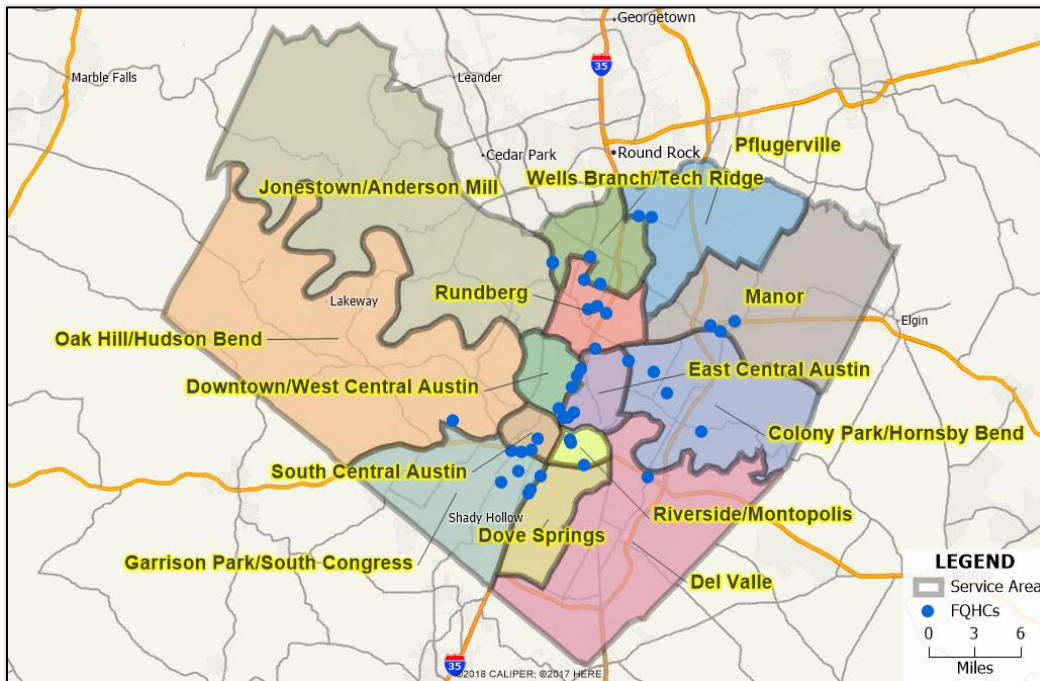 Georgetown
35
Marble Falls
Leander
Pflugerville
Cedar Park
Round Rock
Wells Branch/Tech Ridge
Jonestown/Anderson Mill
Rundberg
Manor
Lakeway
Elgin
Oak Hill/Hudson Bend
East Central Austin
Downtown/West Central Austin
Colony Park/Hornsby Bend
South Central Austin
Riverside/Montopolis
Shady Hollow
Dove Springs
Garrison Park/South Congress
Del Valle
LEGEND
Service Area
FQHCs
0 3 6
Miles
35
©2018 CALIPER; ©2017 HERE